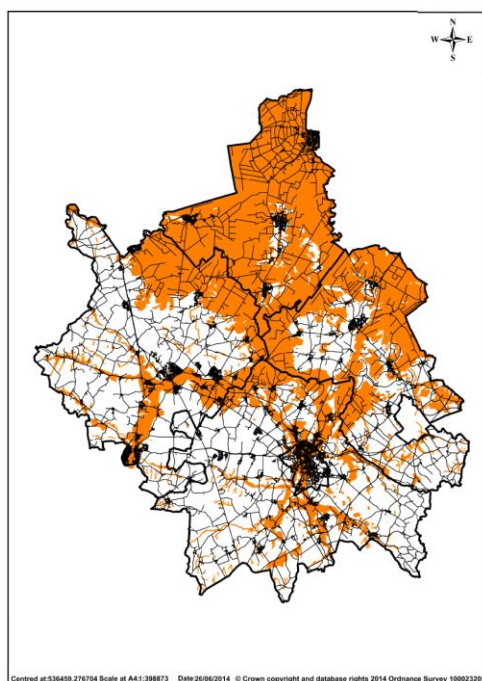 N
W E
S
Centred at:536459,276704 Scale at A4:1:398873 Date:26/06/2014 © Crown copyright and database rights 2014 Ordnance Survey 10002320